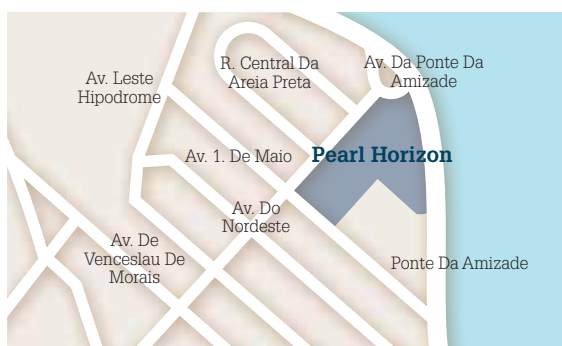 Av. Leste
Hipodrome
R. Central Da
Areia Preta
Av. Da Ponte Da
Amizade
Av. 1. De Maio
Pearl Horizon
Av. Do
Nordeste
Av. De
Venceslau De
Morais
Ponte Da Amizade